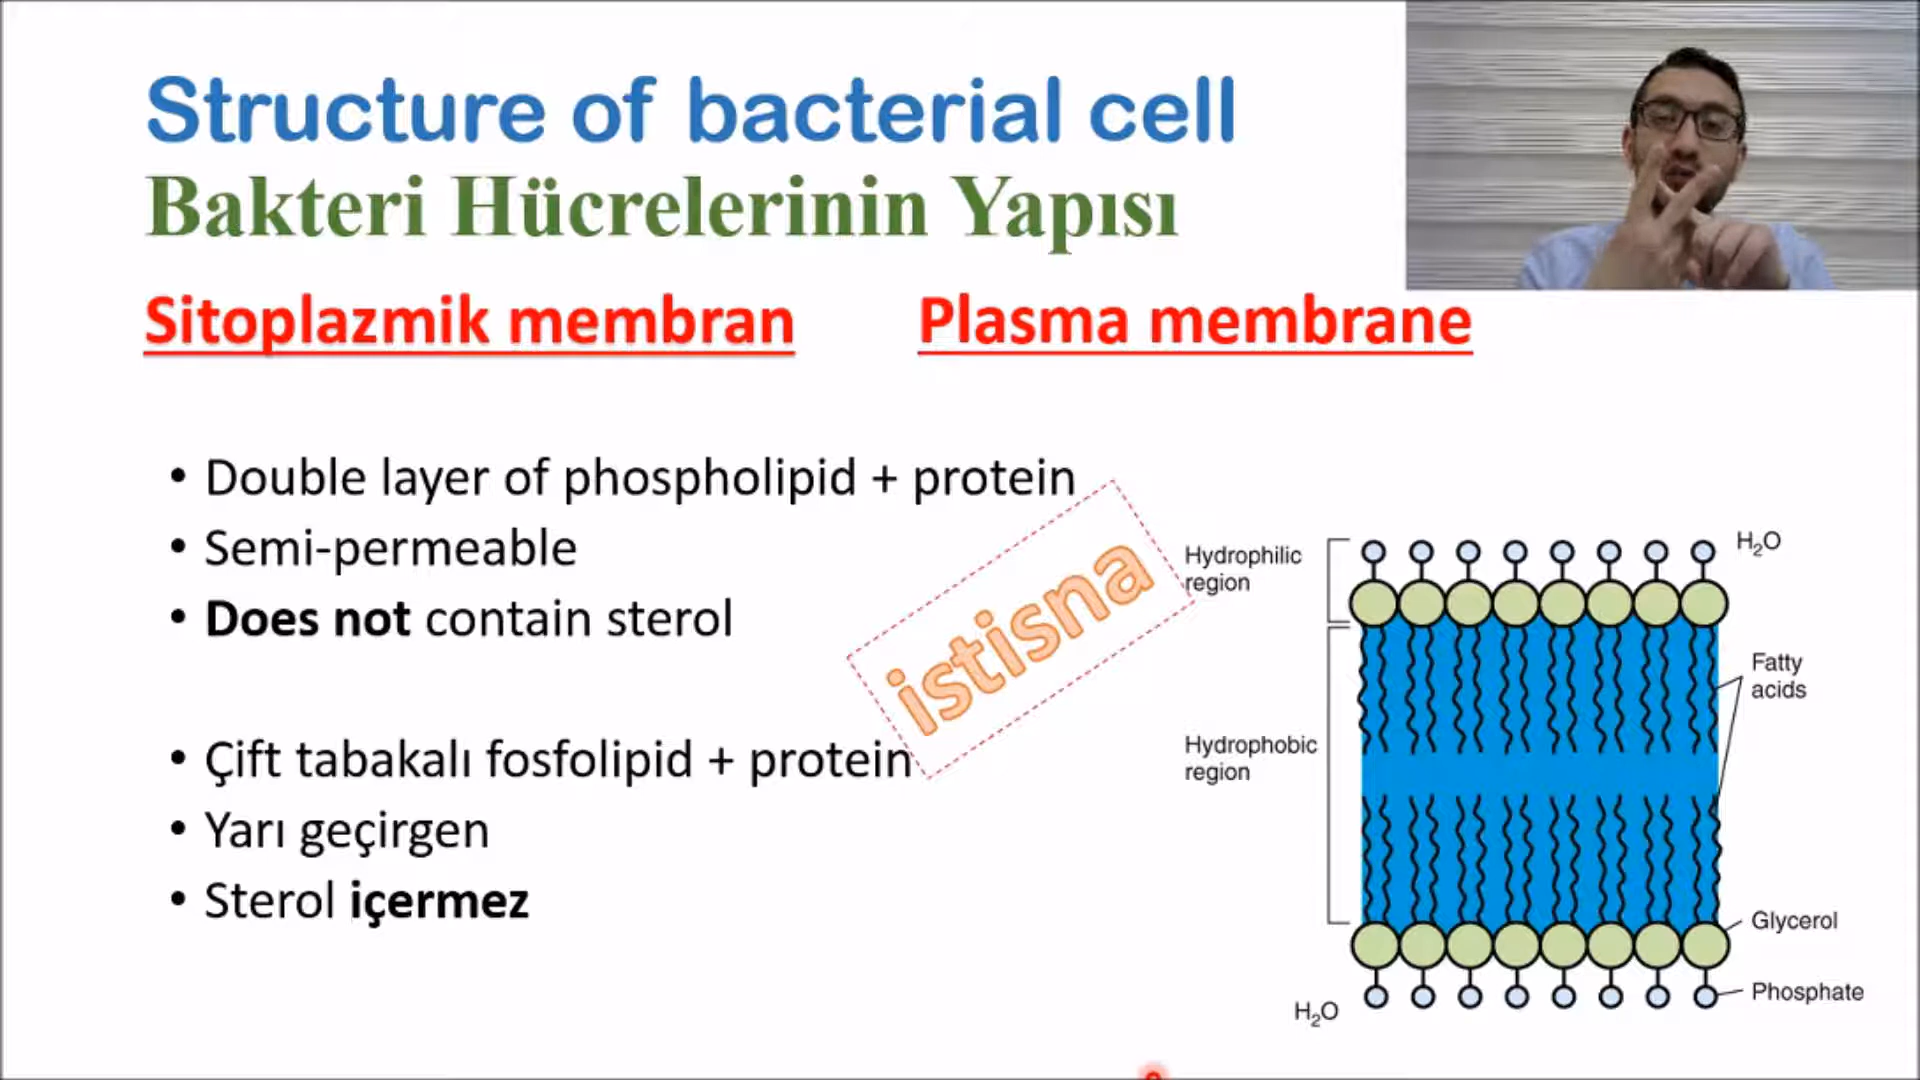 Structure of bacterial cell
Bakteri Hücrelerinin Yapısı
Sitoplazmik membran
Plasma membrane
• Double layer of phospholipid + protein
• Semi-permeable
• Does not contain sterol
istisna
• Çift tabakalı fosfolipid + protein
• Yarı geçirgen
• Sterol içermez
Hydrophilic
region
H₂O
Fatty
acids
Hydrophobic
region
Glycerol
Phosphate
H₂O